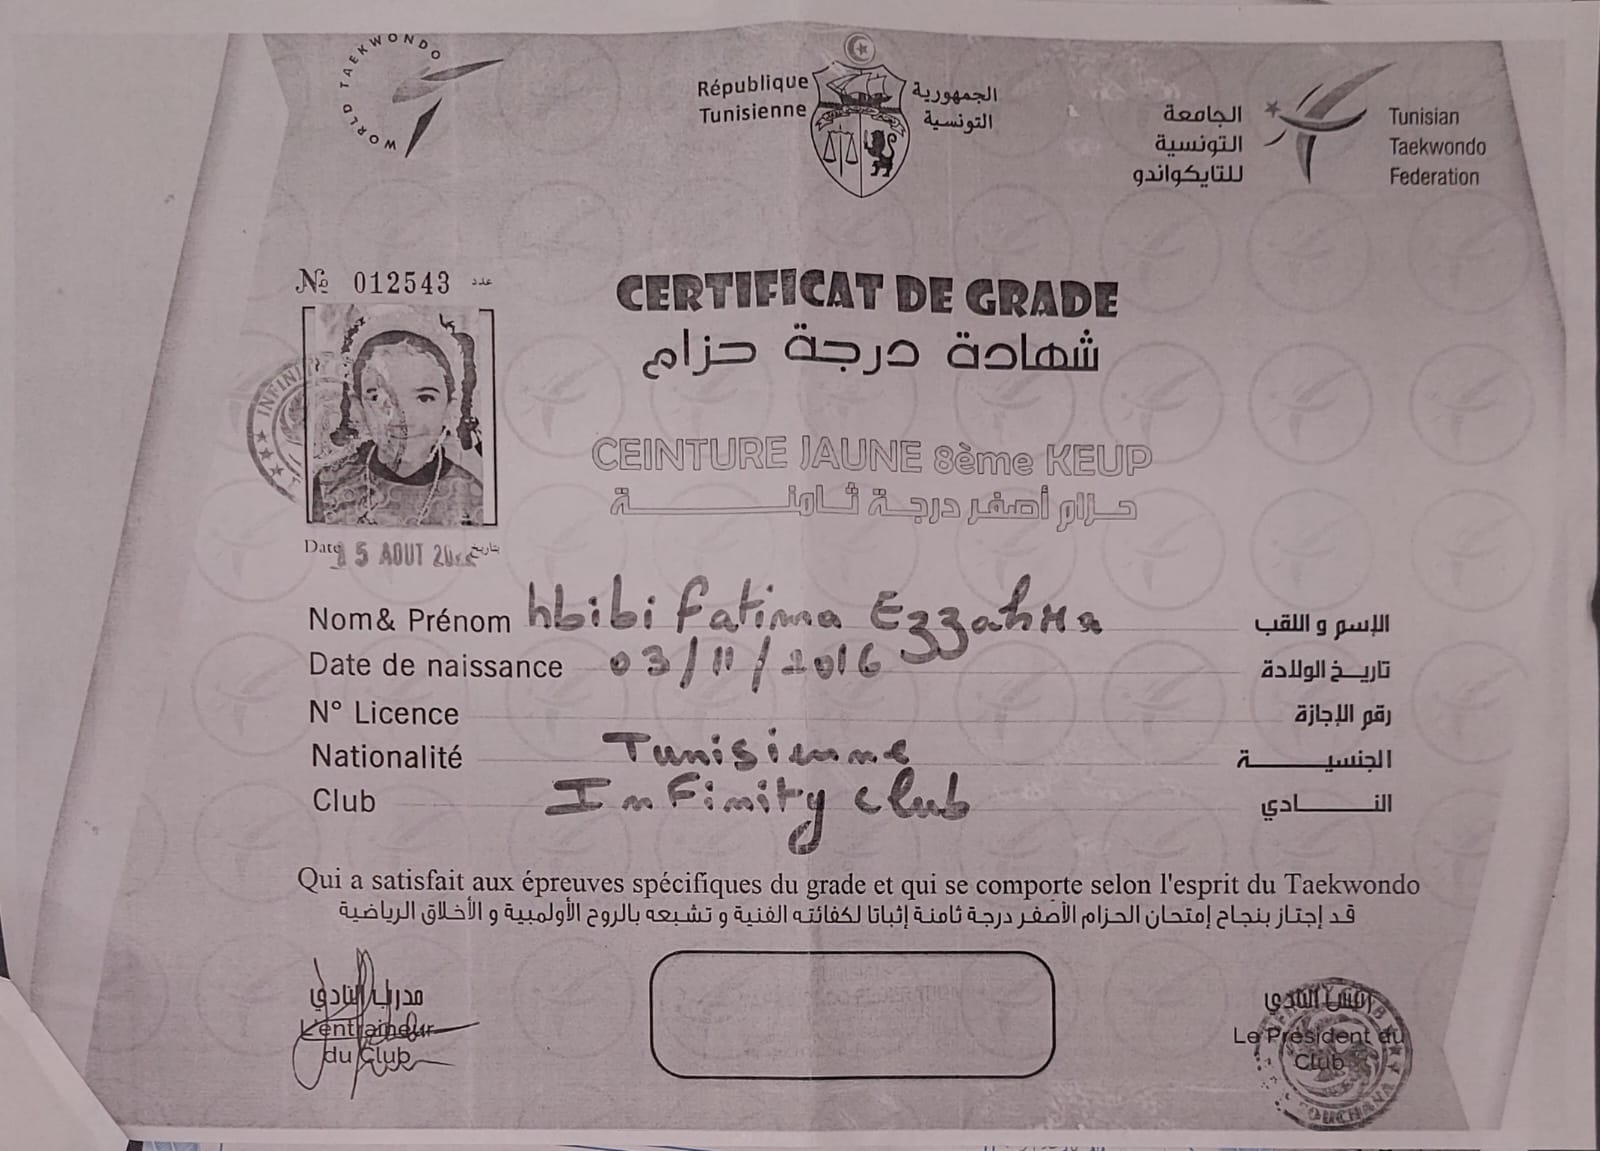 WORLD TAEKWONDO
République
Tunisienne
الجمهورية
التونسية
الجامعة
التونسية
للتايكواندو
Tunisian
Taekwondo
Federation
№ 012543 عدد
CERTIFICAT DE GRADE
شهادة درجة حزام
INFINI
CEINTURE JAUNE 8ème KEUP
حزام أصفر درجة ثامنة
Date 5 AOUT بتاريخ
Nom& Prénom hbibi fatima Ezzahra الإسم و اللقب
Date de naissance 03/11/2016 تاريخ الولادة
N° Licence رقم الإجازة
Nationalité Tunisienne الجنسية
Club Infinity club النادي
Qui a satisfait aux épreuves spécifiques du grade et qui se comporte selon l'esprit du Taekwondo
قد إجتاز بنجاح إمتحان الحزام الأصفر درجة ثامنة إثباتا لكفائته الفنية و تشبعه بالروح الأولمبية و الأخلاق الرياضية
مدرب النادي
L'entraineur
du Club
رئيس النادي
Le Président du
Club